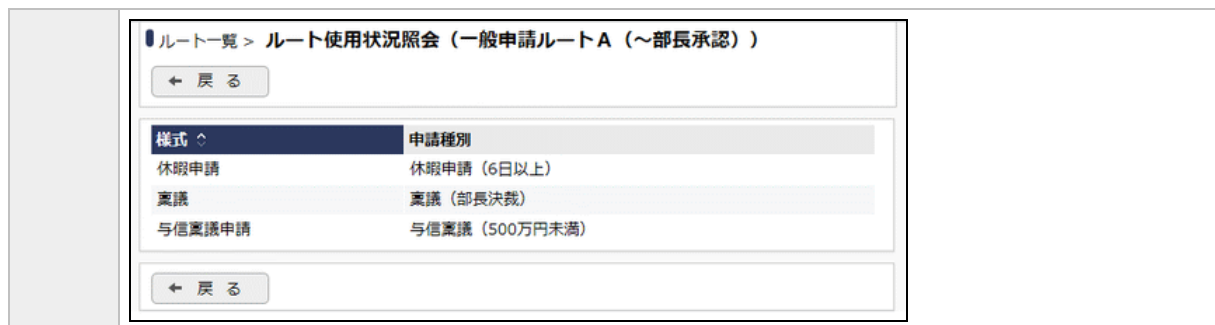 ルート一覧 > ルート使用状況照会（一般申請ルートA（～部長承認））
戻 る
様式 申請種別
休暇申請 休暇申請（6日以上）
稟議 稟議（部長決裁）
与信稟議申請 与信稟議（500万円未満）
戻 る